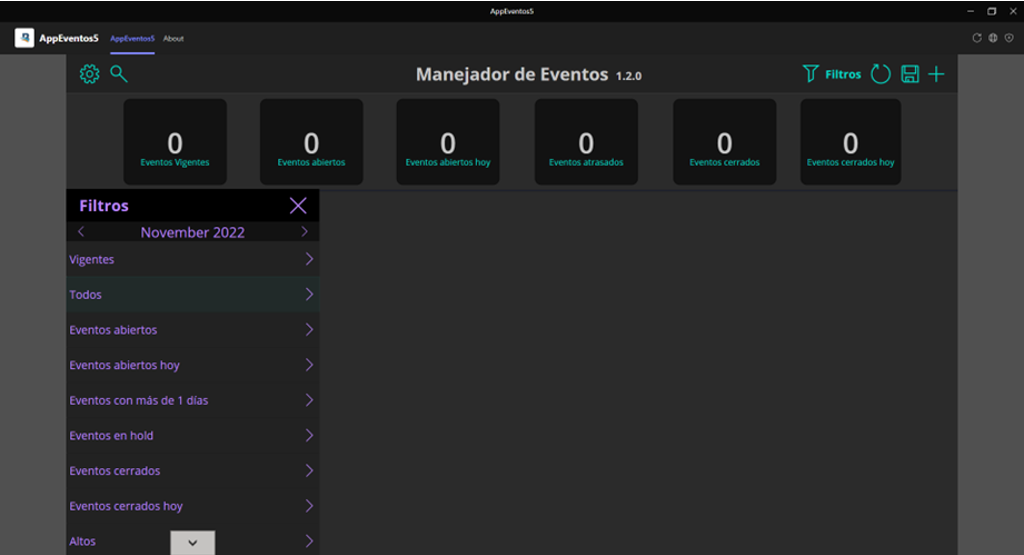 AppEventos5
AppEventos5 AppEventos5 About
Manejador de Eventos 1.2.0 Filtros
0 0 0 0 0 0
Eventos Vigentes Eventos abiertos Eventos abiertos hoy Eventos atrasados Eventos cerrados Eventos cerrados hoy
Filtros
November 2022
Vigentes
Todos
Eventos abiertos
Eventos abiertos hoy
Eventos con más de 1 días
Eventos en hold
Eventos cerrados
Eventos cerrados hoy
Altos